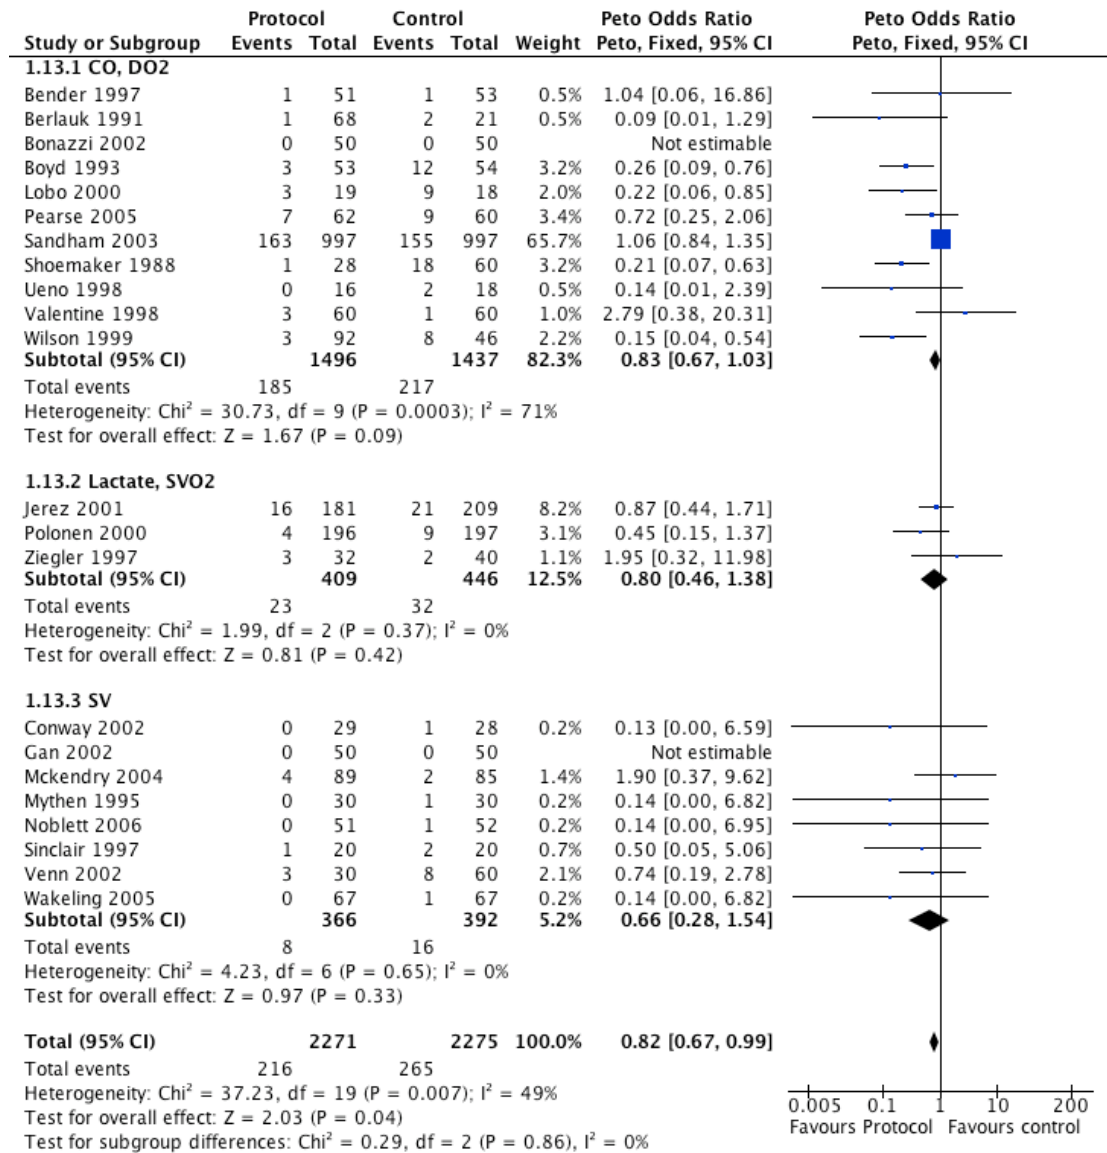 Protocol Control Peto Odds Ratio Peto Odds Ratio
Study or Subgroup Events Total Events Total Weight Peto, Fixed, 95% CI Peto, Fixed, 95% CI
1.13.1 CO, DO2
Bender 1997 1 51 1 53 0.5% 1.04 [0.06, 16.86]
Berlauk 1991 1 68 2 21 0.5% 0.09 [0.01, 1.29]
Bonazzi 2002 0 50 0 50 Not estimable
Boyd 1993 3 53 12 54 3.2% 0.26 [0.09, 0.76]
Lobo 2000 3 19 9 18 2.0% 0.22 [0.06, 0.85]
Pearse 2005 7 62 9 60 3.4% 0.72 [0.25, 2.06]
Sandham 2003 163 997 155 997 65.7% 1.06 [0.84, 1.35]
Shoemaker 1988 1 28 18 60 3.2% 0.21 [0.07, 0.63]
Ueno 1998 0 16 2 18 0.5% 0.14 [0.01, 2.39]
Valentine 1998 3 60 1 60 1.0% 2.79 [0.38, 20.31]
Wilson 1999 3 92 8 46 2.2% 0.15 [0.04, 0.54]
Subtotal (95% CI) 1496 1437 82.3% 0.83 [0.67, 1.03]
Total events 185 217
Heterogeneity: Chi² = 30.73, df = 9 (P = 0.0003); I² = 71%
Test for overall effect: Z = 1.67 (P = 0.09)
1.13.2 Lactate, SVO2
Jerez 2001 16 181 21 209 8.2% 0.87 [0.44, 1.71]
Polonen 2000 4 196 9 197 3.1% 0.45 [0.15, 1.37]
Ziegler 1997 3 32 2 40 1.1% 1.95 [0.32, 11.98]
Subtotal (95% CI) 409 446 12.5% 0.80 [0.46, 1.38]
Total events 23 32
Heterogeneity: Chi² = 1.99, df = 2 (P = 0.37); I² = 0%
Test for overall effect: Z = 0.81 (P = 0.42)
1.13.3 SV
Conway 2002 0 29 1 28 0.2% 0.13 [0.00, 6.59]
Gan 2002 0 50 0 50 Not estimable
Mckendry 2004 4 89 2 85 1.4% 1.90 [0.37, 9.62]
Mythen 1995 0 30 1 30 0.2% 0.14 [0.00, 6.82]
Noblett 2006 0 51 1 52 0.2% 0.14 [0.00, 6.95]
Sinclair 1997 1 20 2 20 0.7% 0.50 [0.05, 5.06]
Venn 2002 3 30 8 60 2.1% 0.74 [0.19, 2.78]
Wakeling 2005 0 67 1 67 0.2% 0.14 [0.00, 6.82]
Subtotal (95% CI) 366 392 5.2% 0.66 [0.28, 1.54]
Total events 8 16
Heterogeneity: Chi² = 4.23, df = 6 (P = 0.65); I² = 0%
Test for overall effect: Z = 0.97 (P = 0.33)
Total (95% CI) 2271 2275 100.0% 0.82 [0.67, 0.99]
Total events 216 265
Heterogeneity: Chi² = 37.23, df = 19 (P = 0.007); I² = 49%
Test for overall effect: Z = 2.03 (P = 0.04)
Test for subgroup differences: Chi² = 0.29, df = 2 (P = 0.86), I² = 0%
0.005 0.1 1 10 200
Favours Protocol Favours control